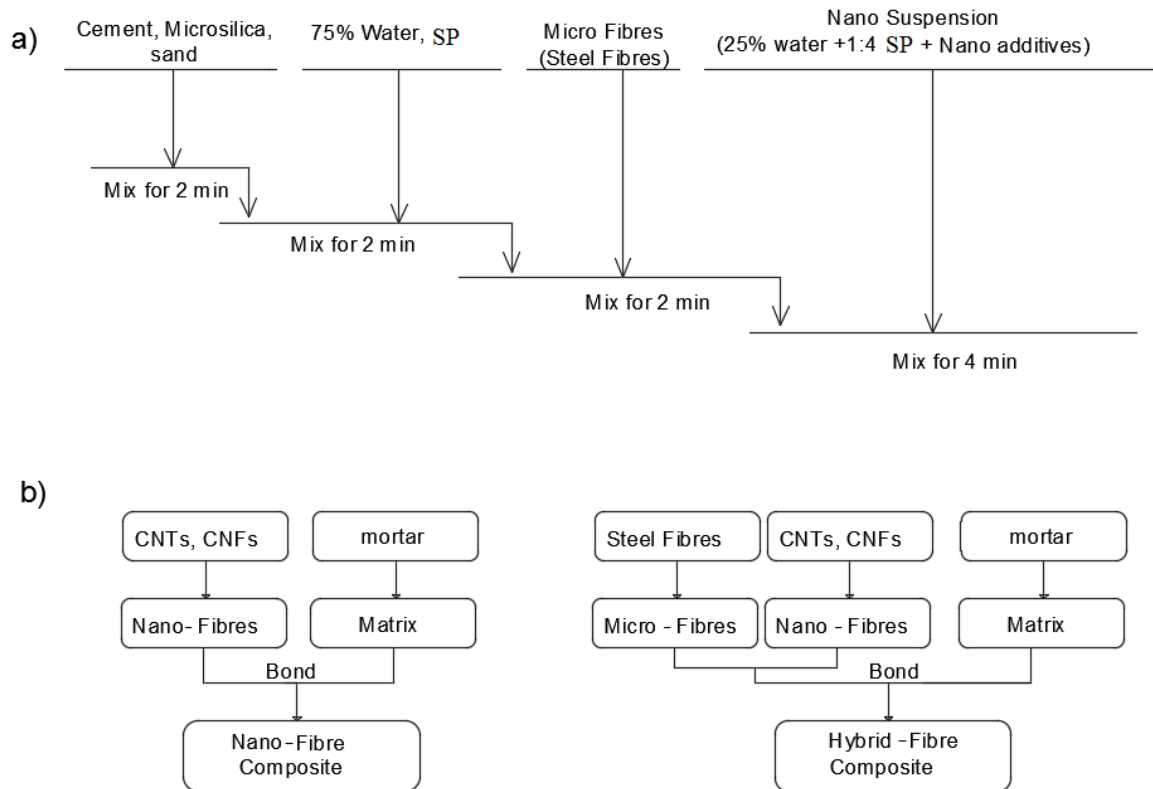 a)
Cement, Microsilica,
sand
75% Water, SP
Micro Fibres
(Steel Fibres)
Nano Suspension
(25% water +1:4 SP + Nano additives)
Mix for 2 min
Mix for 2 min
Mix for 2 min
Mix for 4 min
b)
CNTs, CNFs
mortar
Nano-Fibres
Matrix
Bond
Nano-Fibre
Composite
Steel Fibres
CNTs, CNFs
mortar
Micro - Fibres
Nano - Fibres
Matrix
Bond
Hybrid -Fibre
Composite